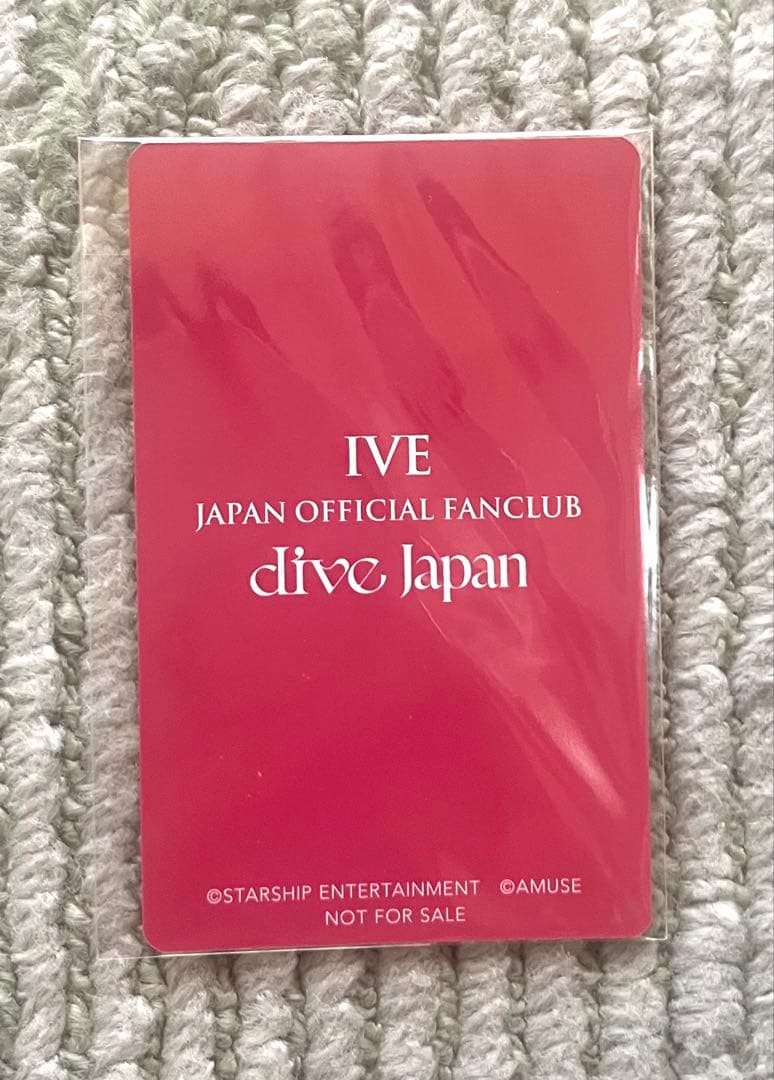 IVE
JAPAN OFFICIAL FANCLUB
dive Japan
©STARSHIP ENTERTAINMENT ©AMUSE
NOT FOR SALE